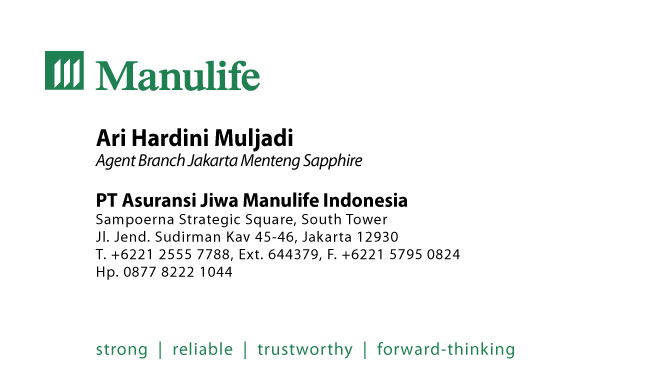 Manulife
Ari Hardini Muljadi
Agent Branch Jakarta Menteng Sapphire
PT Asuransi Jiwa Manulife Indonesia
Sampoerna Strategic Square, South Tower
Jl. Jend. Sudirman Kav 45-46, Jakarta 12930
T. +6221 2555 7788, Ext. 644379, F. +6221 5795 0824
Hp. 0877 8222 1044
strong | reliable | trustworthy | forward-thinking